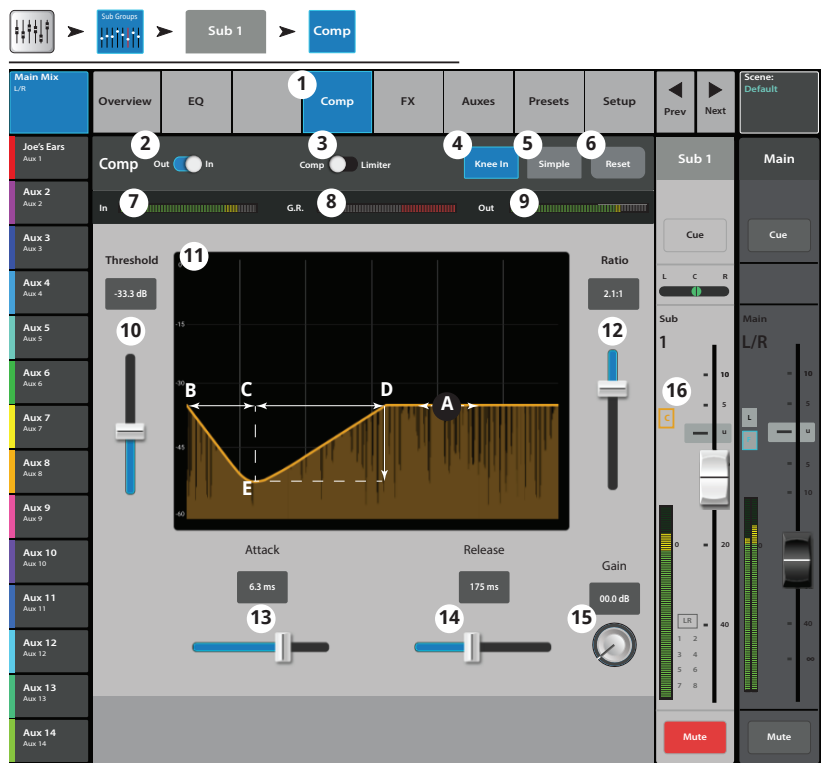 Sub Groups
Sub 1
Comp
Main Mix
L/R
1
Overview
EQ
Comp
FX
Auxes
Presets
Setup
Prev
Next
Scene:
Default
Joe's Ears
Aux 1
Aux 2
Aux 2
Aux 3
Aux 3
Aux 4
Aux 4
Aux 5
Aux 5
Aux 6
Aux 6
Aux 7
Aux 7
Aux 8
Aux 8
Aux 9
Aux 9
Aux 10
Aux 10
Aux 11
Aux 11
Aux 12
Aux 12
Aux 13
Aux 13
Aux 14
Aux 14
2
3
4
5
6
Comp
Out
In
Comp
Limiter
Knee In
Simple
Reset
7
8
9
In
G.R.
Out
Threshold
11
Ratio
-33.3 dB
2.1:1
10
12
0
-15
-30
-45
-60
B
C
D
A
E
Attack
Release
Gain
6.3 ms
175 ms
00.0 dB
13
14
15
Sub 1
Cue
L
C
R
Sub
1
10
16
5
C
U
0
20
LR
40
1 2
3 4
5 6
7 8
Mute
Main
Cue
Main
L/R
10
L
5
U
5
10
0
20
40
∞
Mute